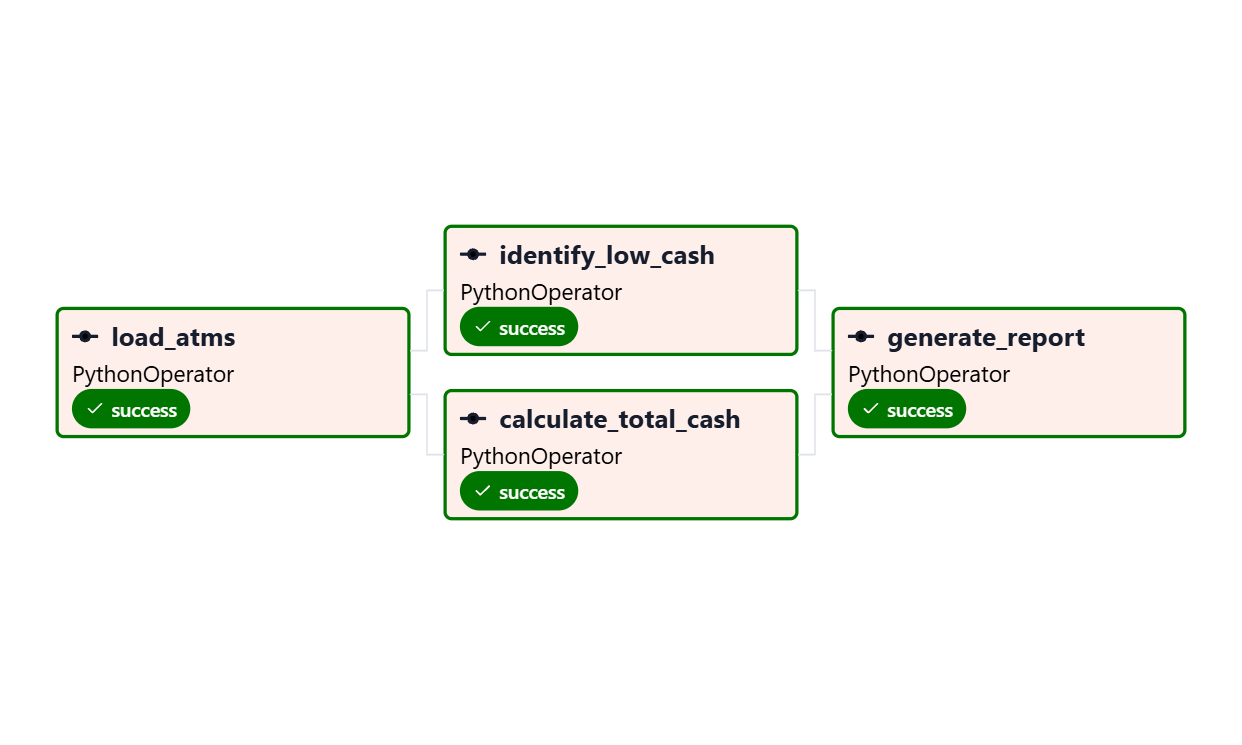 load_atms
PythonOperator
success
identify_low_cash
PythonOperator
success
calculate_total_cash
PythonOperator
success
generate_report
PythonOperator
success